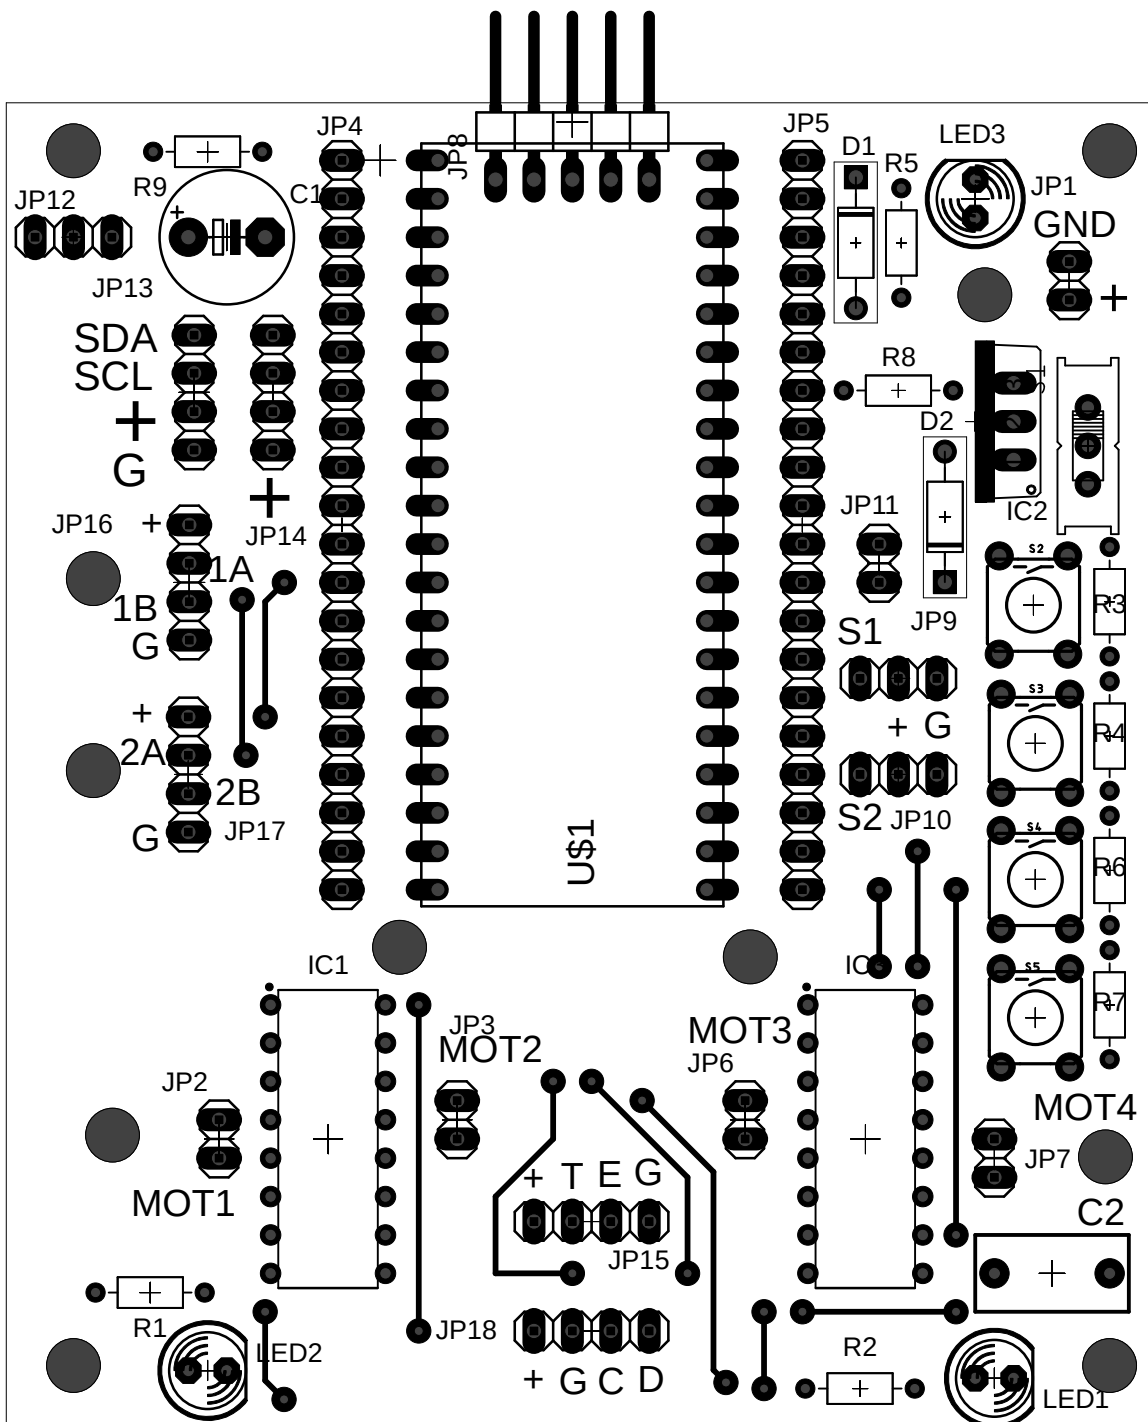 JP4
JP8
JP5
D1
LED3
R9
C1
R5
JP1
JP12
+
GND
JP13
+
SDA
SCL
+
G
R8
S1
D2
+
JP16
+
JP14
JP11
IC2
1A
1B
G
S2
R3
JP9
S1
+
2A
2B
G
JP17
+ G
S3
R4
S2
JP10
U$1
S4
R6
IC1
IC
S5
R7
JP3
MOT2
MOT3
JP6
JP2
MOT4
JP7
MOT1
+ T E G
C2
JP15
R1
LED2
JP18
R2
+ G C D
LED1